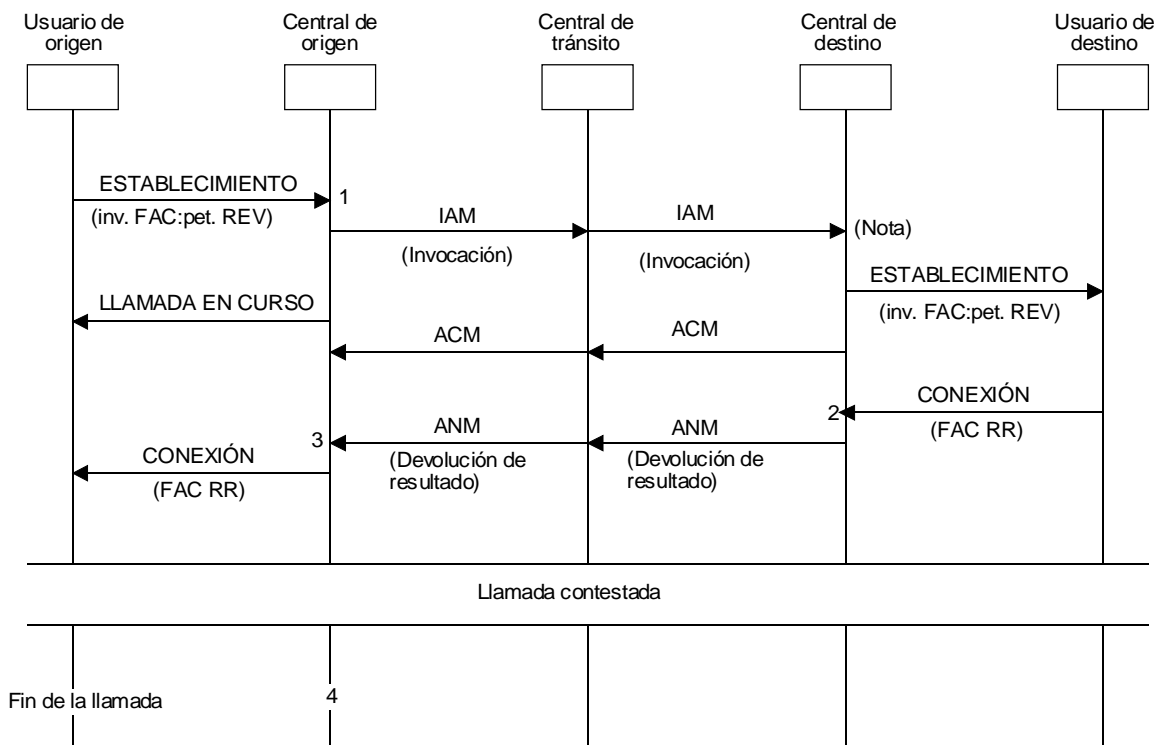 Usuario de
origen
Central de
origen
Central de
tránsito
Central de
destino
Usuario de
destino
ESTABLECIMIENTO
(inv. FAC:pet. REV)
1
IAM
(Invocación)
IAM
(Invocación)
(Nota)
ESTABLECIMIENTO
(inv. FAC:pet. REV)
LLAMADA EN CURSO
ACM
ACM
CONEXIÓN
(FAC RR)
2
ANM
(Devolución de
resultado)
ANM
(Devolución de
resultado)
3
CONEXIÓN
(FAC RR)
Llamada contestada
Fin de la llamada
4